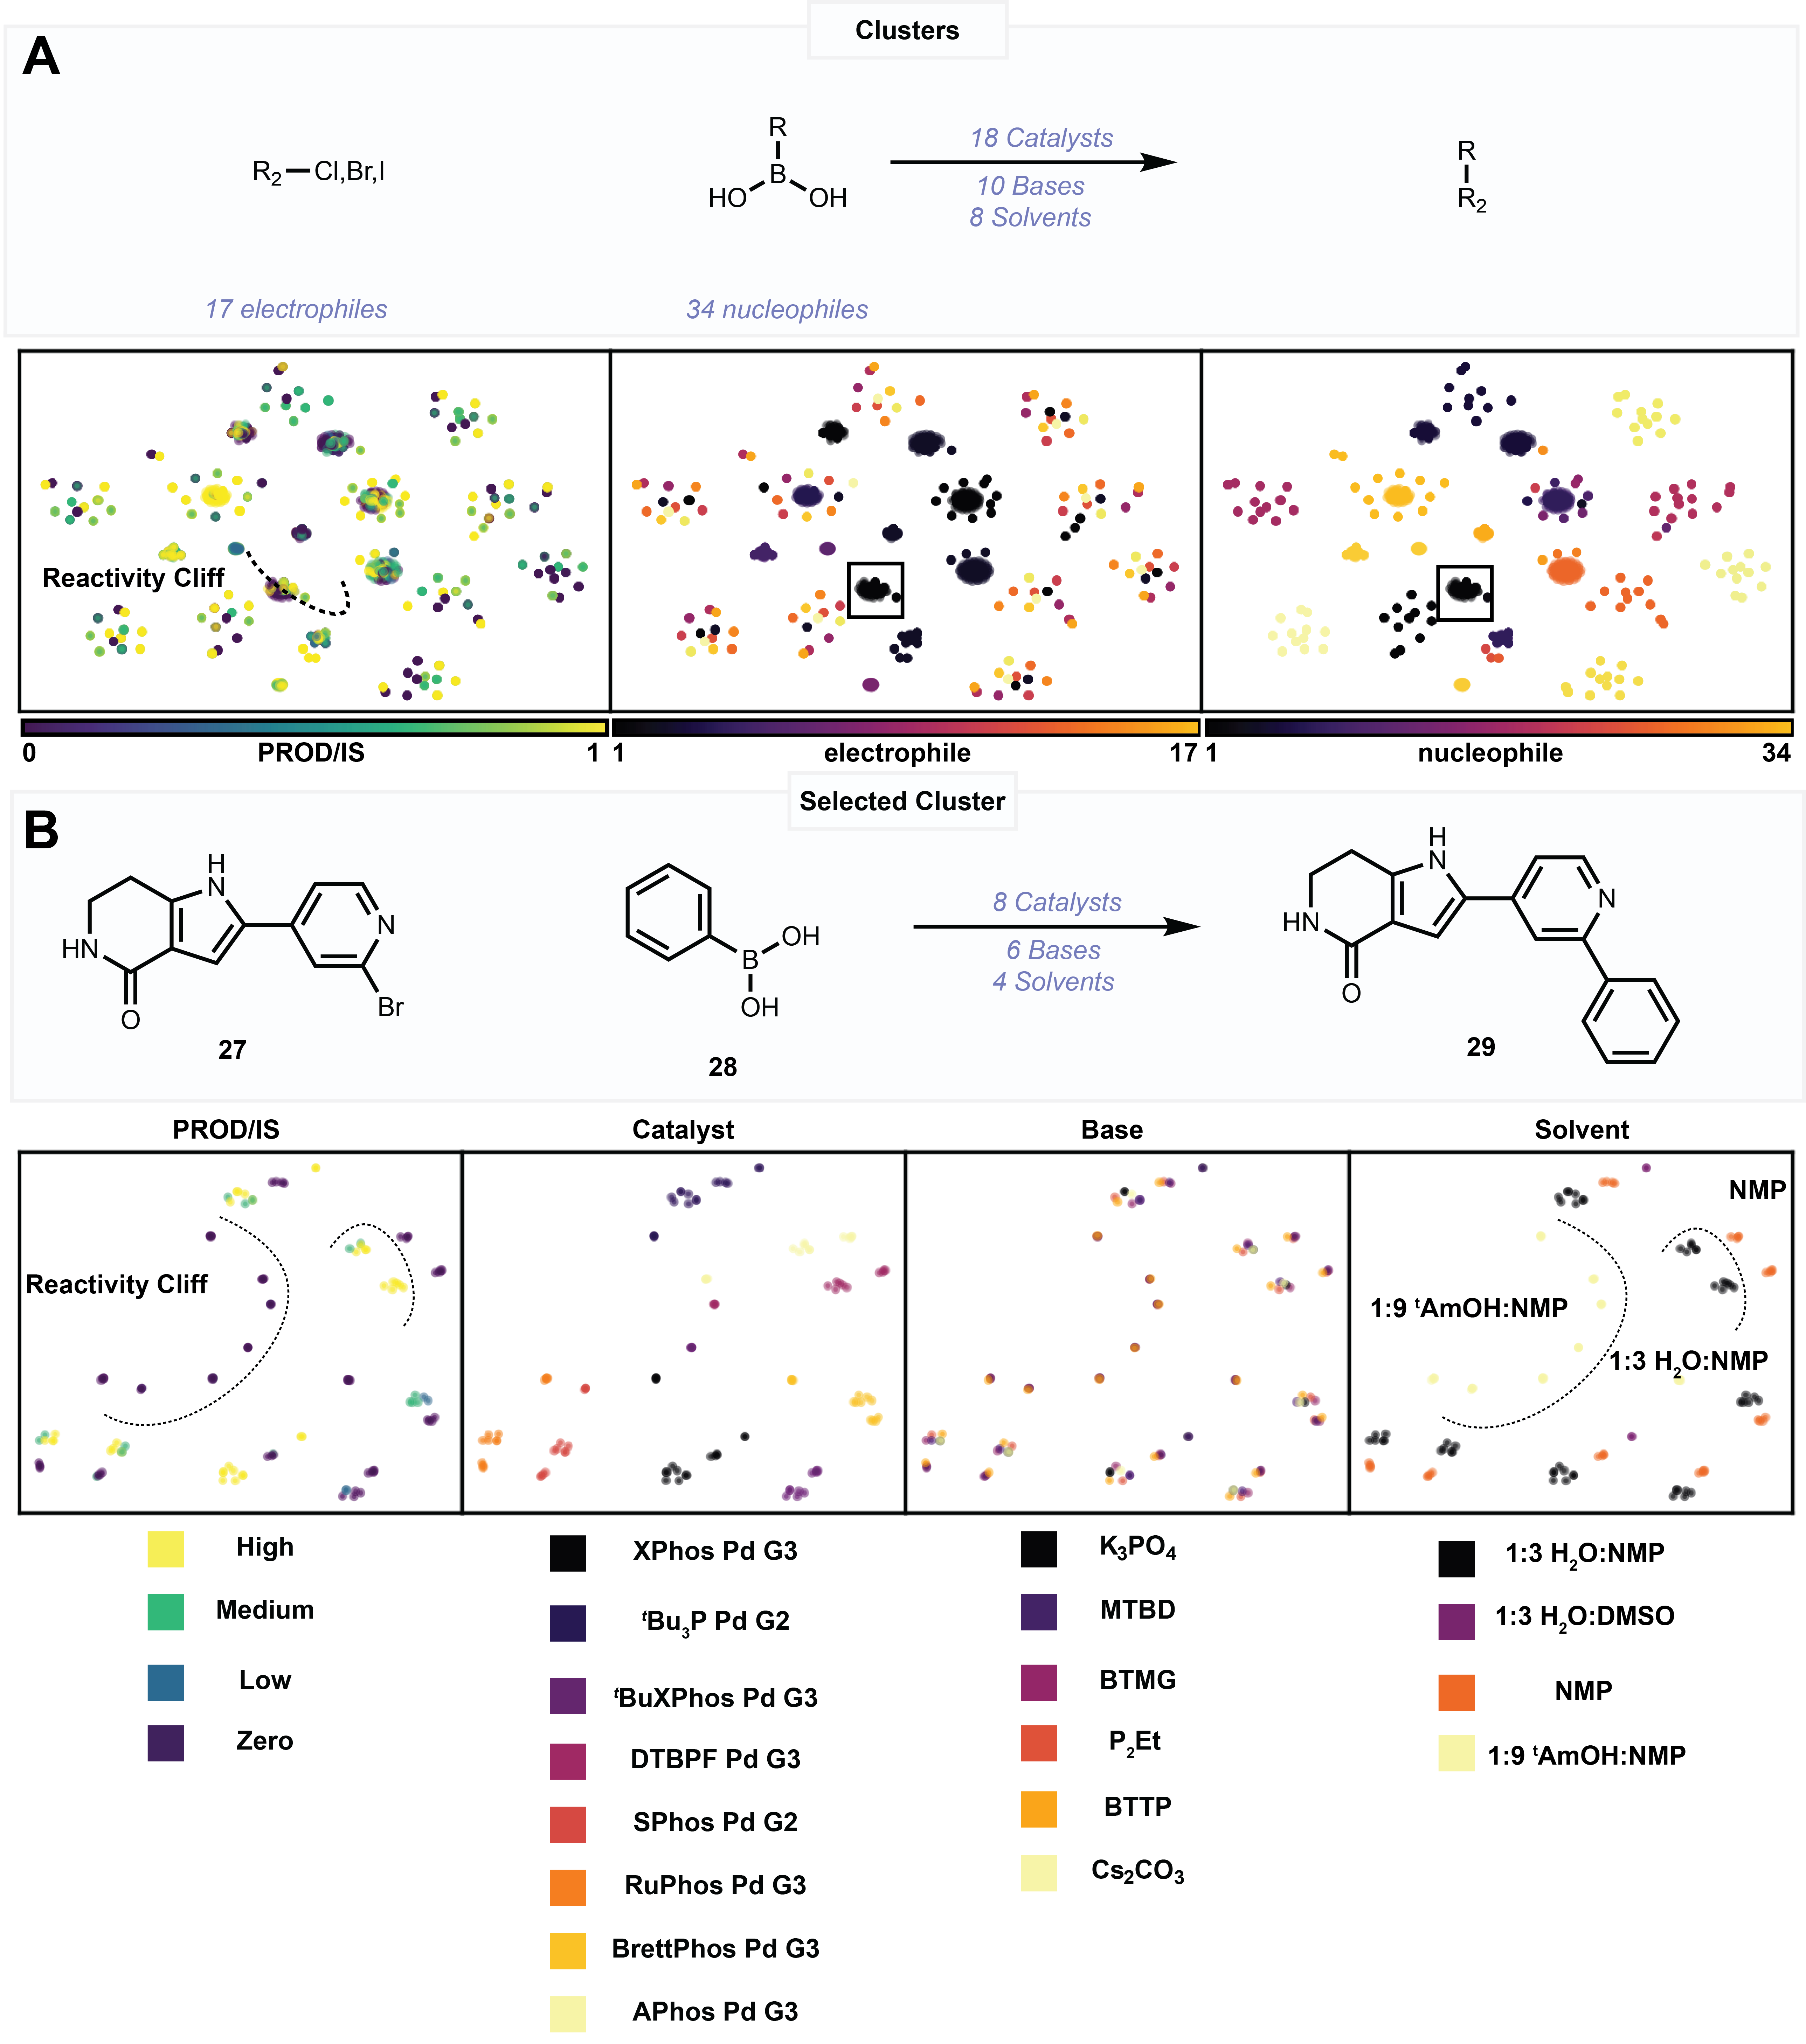 Clusters
A
R2 Cl,Br,I
R
B
HO OH
18 Catalysts
10 Bases
8 Solvents
R
R2
17 electrophiles
34 nucleophiles
Reactivity Cliff
0 PROD/IS 1
1 electrophile 17
1 nucleophile 34
Selected Cluster
B
H
N
N
HN
O
Br
27
B
OH
OH
28
8 Catalysts
6 Bases
4 Solvents
H
N
N
HN
O
29
PROD/IS
Catalyst
Base
Solvent
Reactivity Cliff
NMP
1:9 tAmOH:NMP
1:3 H2O:NMP
High
Medium
Low
Zero
XPhos Pd G3
tBu3P Pd G2
tBuXPhos Pd G3
DTBPF Pd G3
SPhos Pd G2
RuPhos Pd G3
BrettPhos Pd G3
APhos Pd G3
K3PO4
MTBD
BTMG
P2Et
BTTP
Cs2CO3
1:3 H2O:NMP
1:3 H2O:DMSO
NMP
1:9 tAmOH:NMP